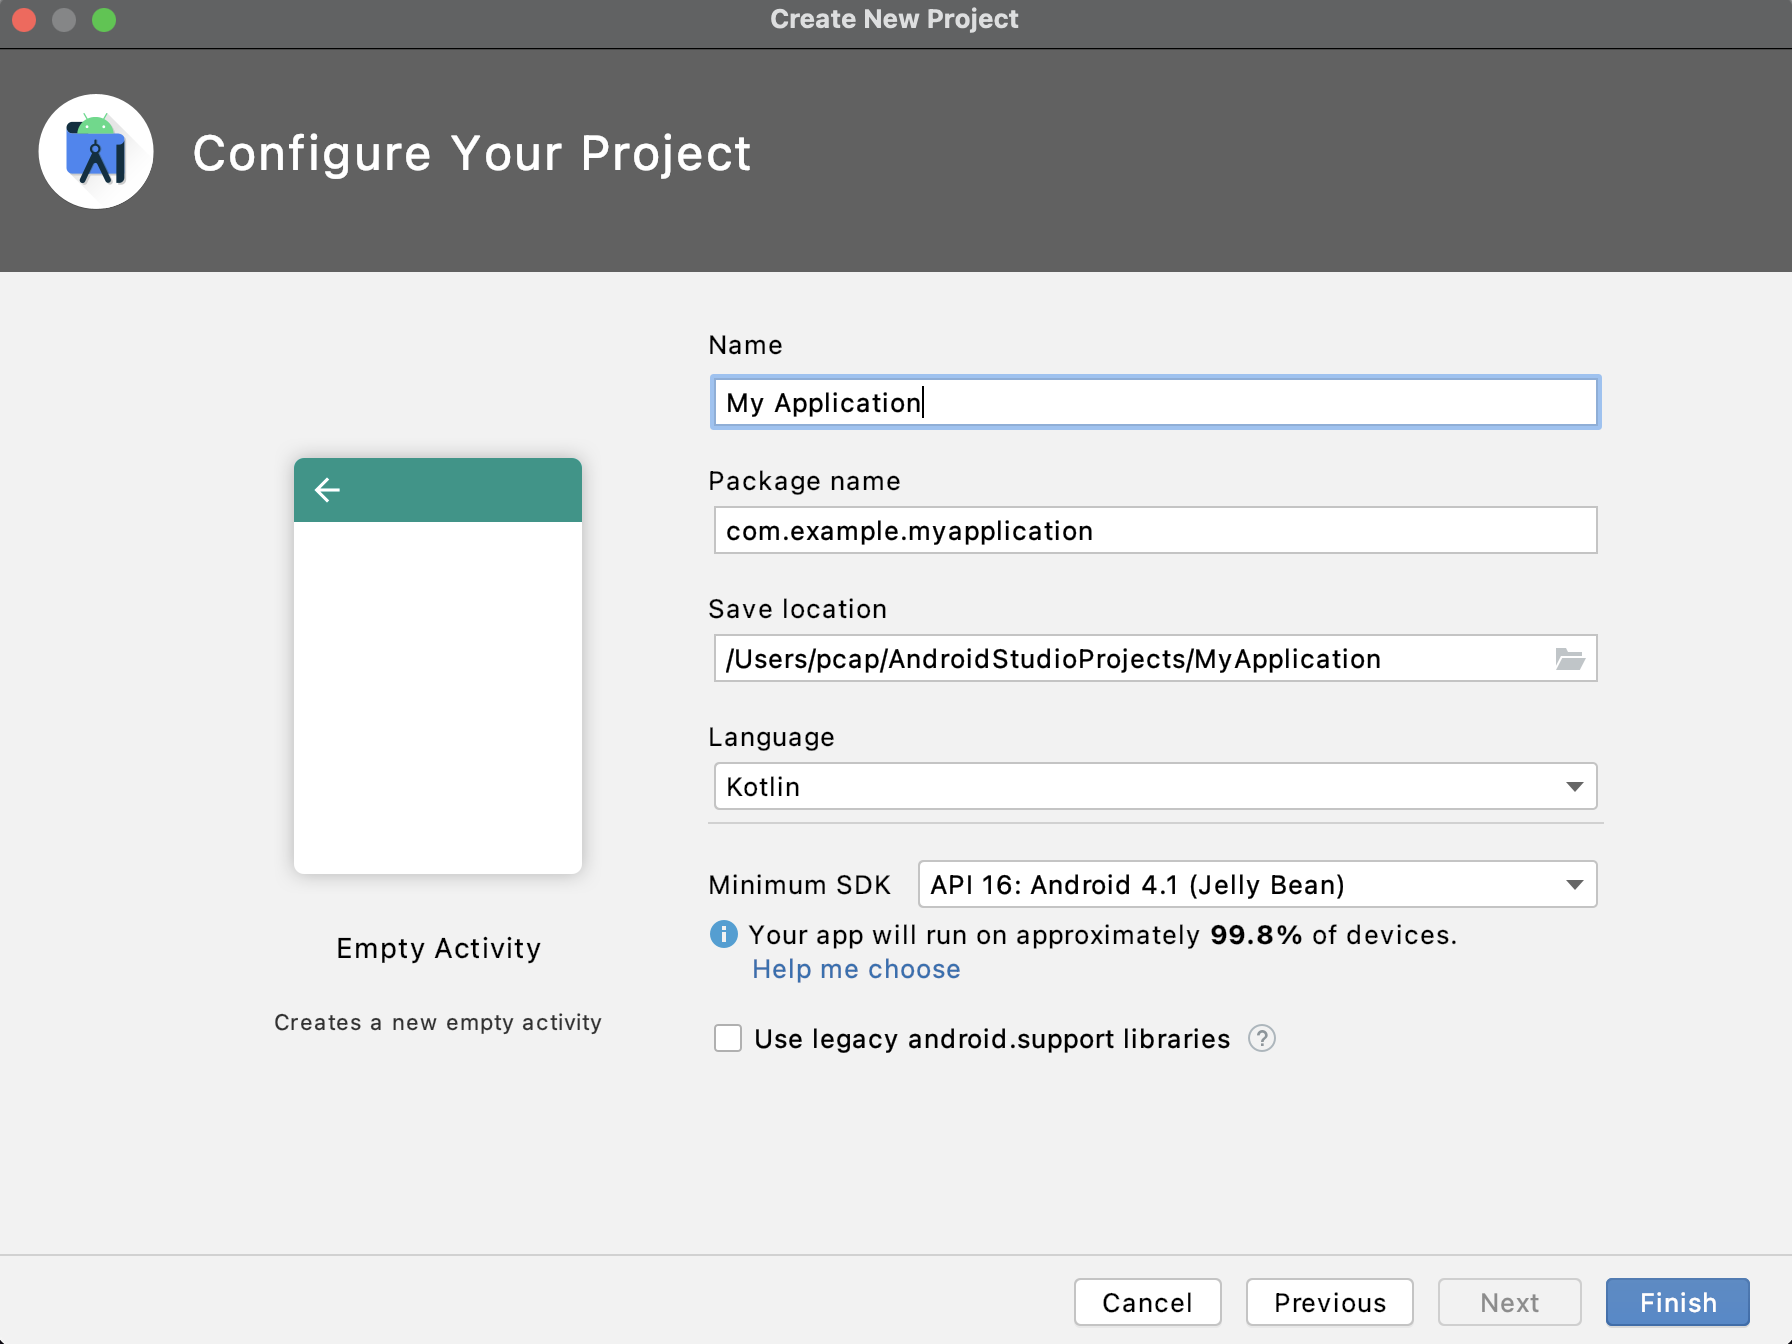 Create New Project
Configure Your Project
Name
My Application
Package name
com.example.myapplication
Save location
/Users/pcap/AndroidStudioProjects/MyApplication
Language
Kotlin
Minimum SDK
API 16: Android 4.1 (Jelly Bean)
Your app will run on approximately 99.8% of devices.
Help me choose
Use legacy android.support libraries ?
Empty Activity
Creates a new empty activity
Cancel
Previous
Next
Finish